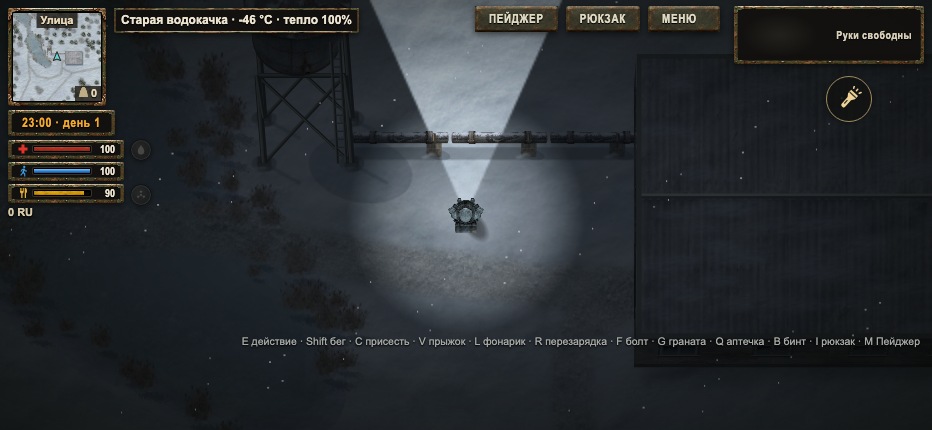 Улица
Старая водокачка · -46 °C · тепло 100%
ПЕЙДЖЕР
РЮКЗАК
МЕНЮ
Руки свободны
0
23:00 · день 1
100
100
90
0 RU
E действие · Shift бег · C присесть · V прыжок · L фонарик · R перезарядка · F болт · G граната · Q аптечка · B бинт · I рюкзак · M Пейджер